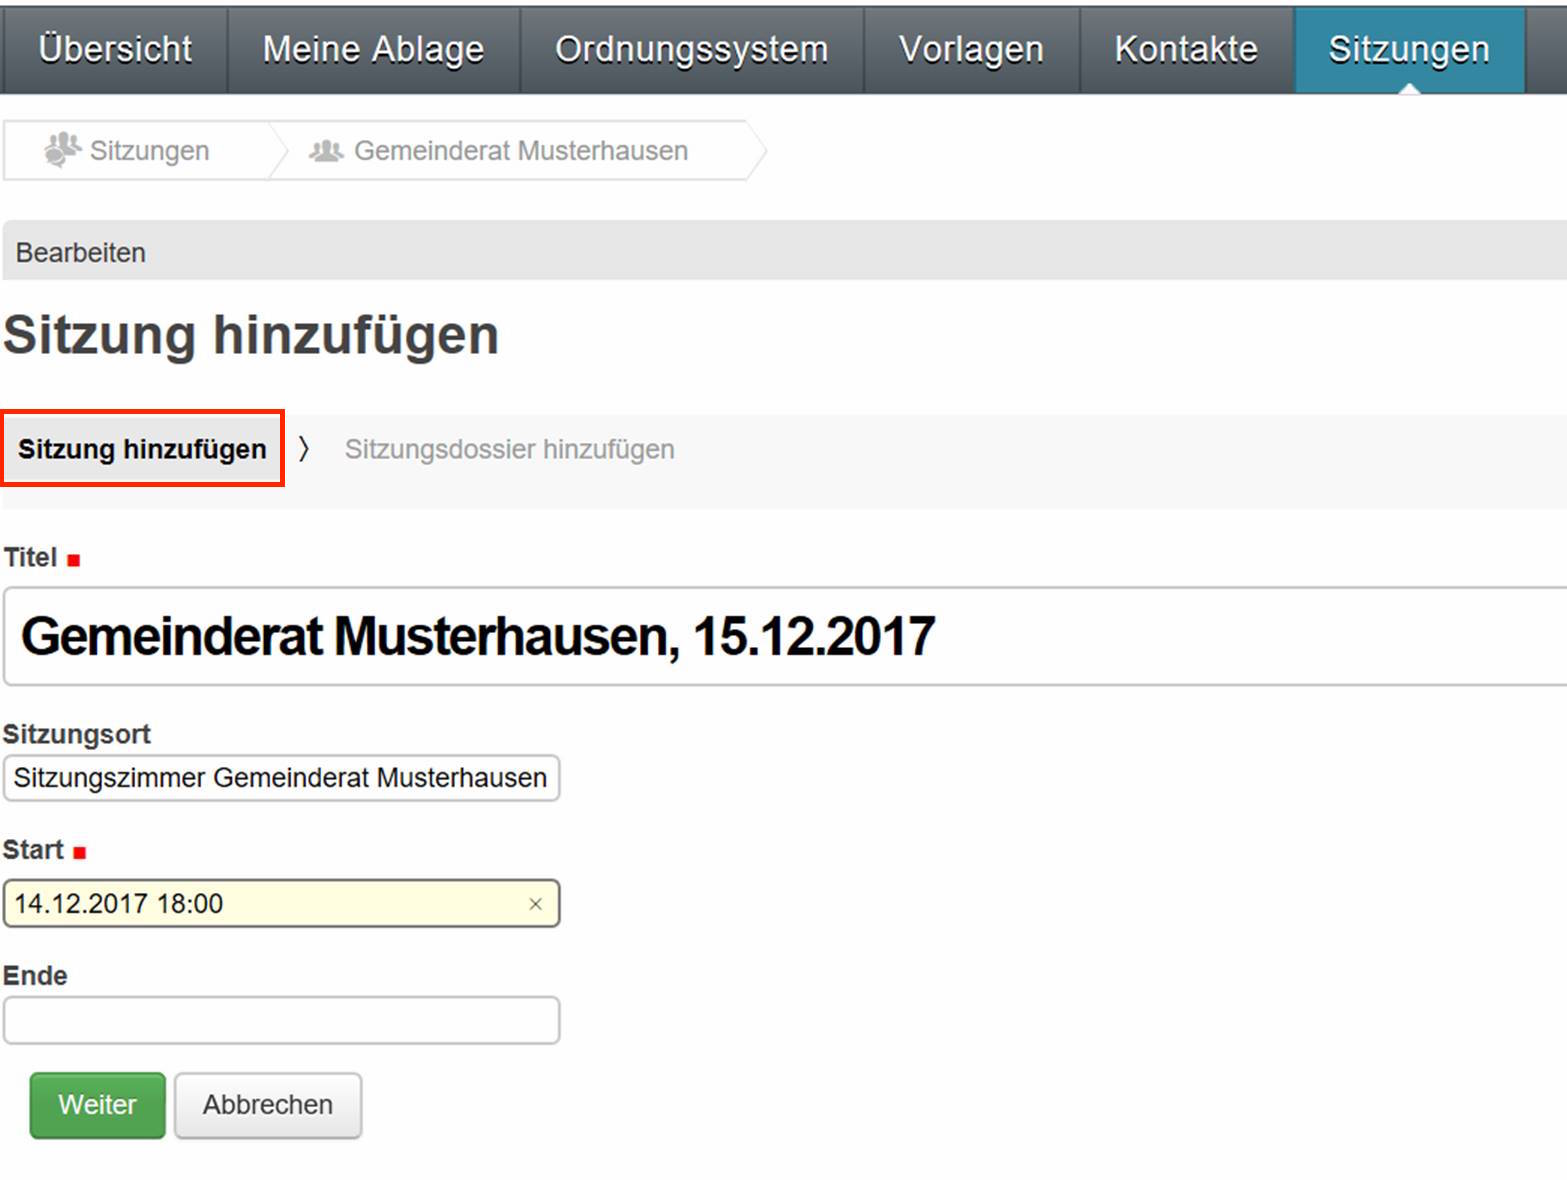 Übersicht Meine Ablage Ordnungssystem Vorlagen Kontakte Sitzungen
Sitzungen Gemeinderat Musterhausen
Bearbeiten
Sitzung hinzufügen
Sitzung hinzufügen 〉 Sitzungsdossier hinzufügen
Titel
Gemeinderat Musterhausen, 15.12.2017
Sitzungsort
Sitzungszimmer Gemeinderat Musterhausen
Start
14.12.2017 18:00 ×
Ende
Weiter Abbrechen